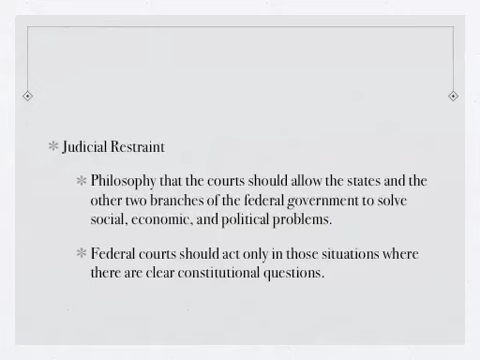 Judicial Restraint
Philosophy that the courts should allow the states and the
other two branches of the federal government to solve
social, economic, and political problems.
Federal courts should act only in those situations where
there are clear constitutional questions.